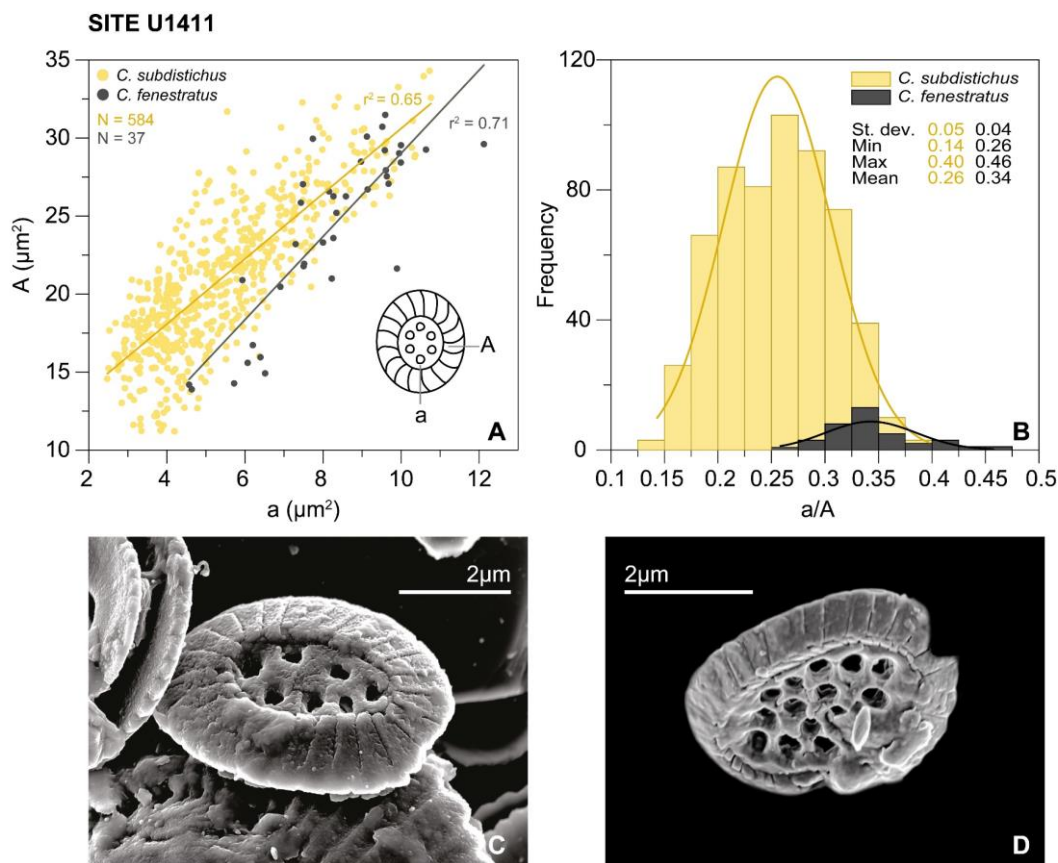 SITE U1411
35
30
25
20
15
10
A (µm²)
C. subdistichus
C. fenestratus
N = 584
N = 37
r² = 0.65
r² = 0.71
A
a
A
2 4 6 8 10 12
a (µm²)
120
80
40
0
Frequency
C. subdistichus
C. fenestratus
St. dev. 0.05 0.04
Min 0.14 0.26
Max 0.40 0.46
Mean 0.26 0.34
B
0.1 0.15 0.2 0.25 0.3 0.35 0.4 0.45 0.5
a/A
2µm
C
2µm
D